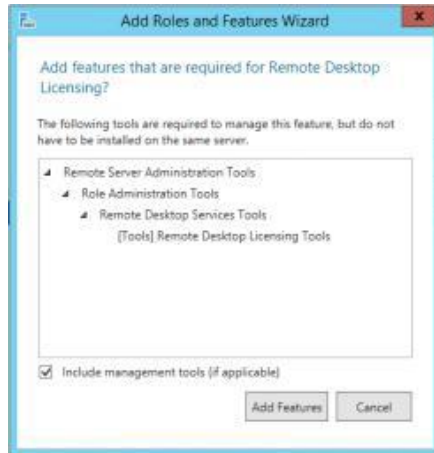 Add Roles and Features Wizard
x
Add features that are required for Remote Desktop
Licensing?
The following tools are required to manage this feature, but do not
have to be installed on the same server.
Remote Server Administration Tools
Role Administration Tools
Remote Desktop Services Tools
[Tools] Remote Desktop Licensing Tools
Include management tools (if applicable)
Add Features
Cancel